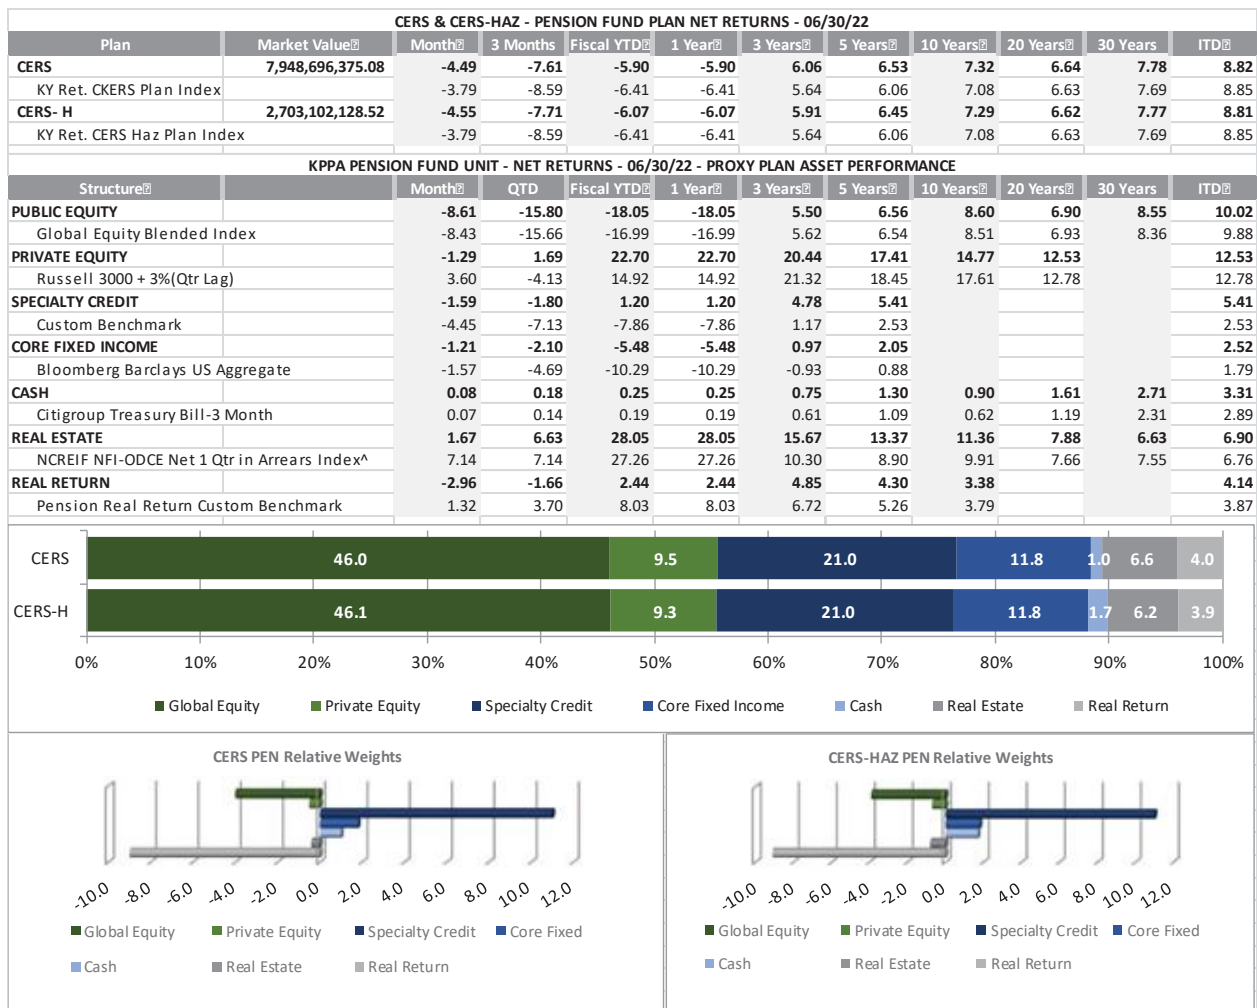 CERS & CERS-HAZ - PENSION FUND PLAN NET RETURNS - 06/30/22
Plan Market Value Month 3 Months Fiscal YTD 1 Year 3 Years 5 Years 10 Years 20 Years 30 Years ITD
CERS 7,948,696,375.08 -4.49 -7.61 -5.90 -5.90 6.06 6.53 7.32 6.64 7.78 8.82
KY Ret. CKERS Plan Index -3.79 -8.59 -6.41 -6.41 5.64 6.06 7.08 6.63 7.69 8.85
CERS- H 2,703,102,128.52 -4.55 -7.71 -6.07 -6.07 5.91 6.45 7.29 6.62 7.77 8.81
KY Ret. CERS Haz Plan Index -3.79 -8.59 -6.41 -6.41 5.64 6.06 7.08 6.63 7.69 8.85
KPPA PENSION FUND UNIT - NET RETURNS - 06/30/22 - PROXY PLAN ASSET PERFORMANCE
Structure Month QTD Fiscal YTD 1 Year 3 Years 5 Years 10 Years 20 Years 30 Years ITD
PUBLIC EQUITY -8.61 -15.80 -18.05 -18.05 5.50 6.56 8.60 6.90 8.55 10.02
Global Equity Blended Index -8.43 -15.66 -16.99 -16.99 5.62 6.54 8.51 6.93 8.36 9.88
PRIVATE EQUITY -1.29 1.69 22.70 22.70 20.44 17.41 14.77 12.53 12.53
Russell 3000 + 3%(Qtr Lag) 3.60 -4.13 14.92 14.92 21.32 18.45 17.61 12.78 12.78
SPECIALTY CREDIT -1.59 -1.80 1.20 1.20 4.78 5.41 5.41
Custom Benchmark -4.45 -7.13 -7.86 -7.86 1.17 2.53 2.53
CORE FIXED INCOME -1.21 -2.10 -5.48 -5.48 0.97 2.05 2.52
Bloomberg Barclays US Aggregate -1.57 -4.69 -10.29 -10.29 -0.93 0.88 1.79
CASH 0.08 0.18 0.25 0.25 0.75 1.30 0.90 1.61 2.71 3.31
Citigroup Treasury Bill-3 Month 0.07 0.14 0.19 0.19 0.61 1.09 0.62 1.19 2.31 2.89
REAL ESTATE 1.67 6.63 28.05 28.05 15.67 13.37 11.36 7.88 6.63 6.90
NCREIF NFI-ODCE Net 1 Qtr in Arrears Index^ 7.14 7.14 27.26 27.26 10.30 8.90 9.91 7.66 7.55 6.76
REAL RETURN -2.96 -1.66 2.44 2.44 4.85 4.30 3.38 4.14
Pension Real Return Custom Benchmark 1.32 3.70 8.03 8.03 6.72 5.26 3.79 3.87
CERS 46.0 9.5 21.0 11.8 1.0 6.6 4.0
CERS-H 46.1 9.3 21.0 11.8 1.7 6.2 3.9
0% 10% 20% 30% 40% 50% 60% 70% 80% 90% 100%
Global Equity Private Equity Specialty Credit Core Fixed Income Cash Real Estate Real Return
CERS PEN Relative Weights
-10.0 -8.0 -6.0 -4.0 -2.0 0.0 2.0 4.0 6.0 8.0 10.0 12.0
Global Equity Private Equity Specialty Credit Core Fixed
Cash Real Estate Real Return
CERS-HAZ PEN Relative Weights
-10.0 -8.0 -6.0 -4.0 -2.0 0.0 2.0 4.0 6.0 8.0 10.0 12.0
Global Equity Private Equity Specialty Credit Core Fixed
Cash Real Estate Real Return